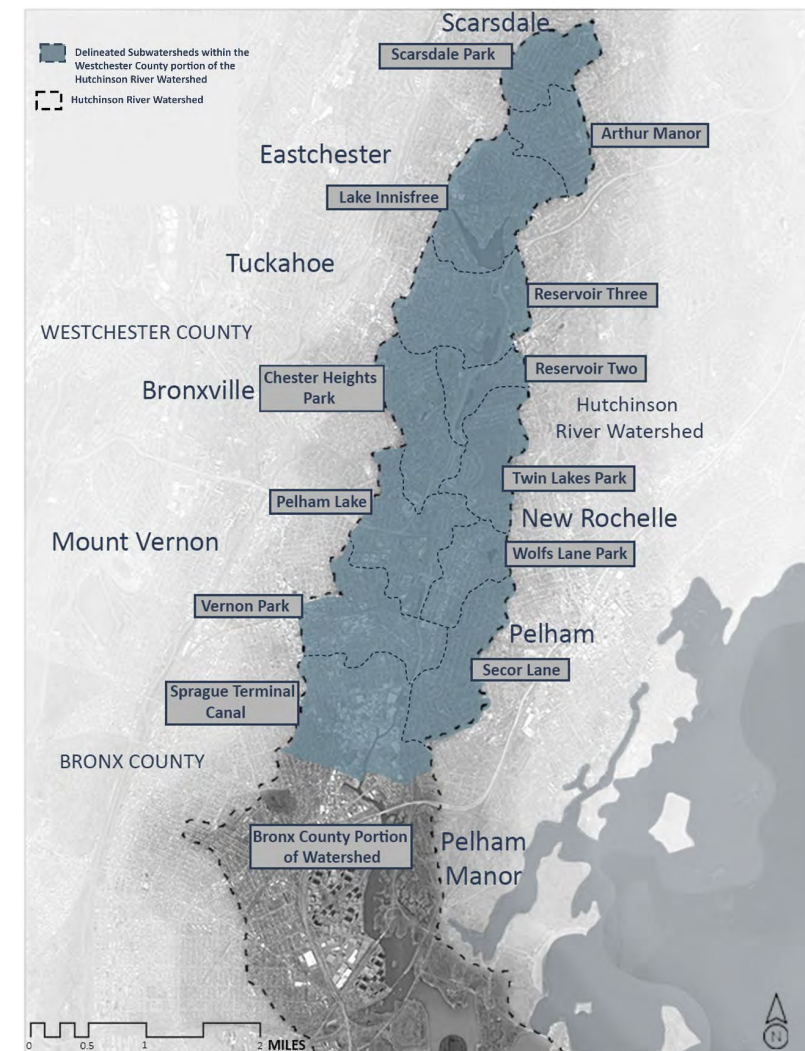 Scarsdale
Scarsdale Park
Delineated Subwatersheds within the
Westchester County portion of the
Hutchinson River Watershed
Hutchinson River Watershed
Arthur Manor
Eastchester
Lake Innisfree
Tuckahoe
Reservoir Three
WESTCHESTER COUNTY
Reservoir Two
Bronxville
Chester Heights
Park
Hutchinson
River Watershed
Twin Lakes Park
Pelham Lake
New Rochelle
Mount Vernon
Wolfs Lane Park
Vernon Park
Pelham
Secor Lane
Sprague Terminal
Canal
BRONX COUNTY
Bronx County Portion
of Watershed
Pelham
Manor
0 0.5 1 2 MILES
N